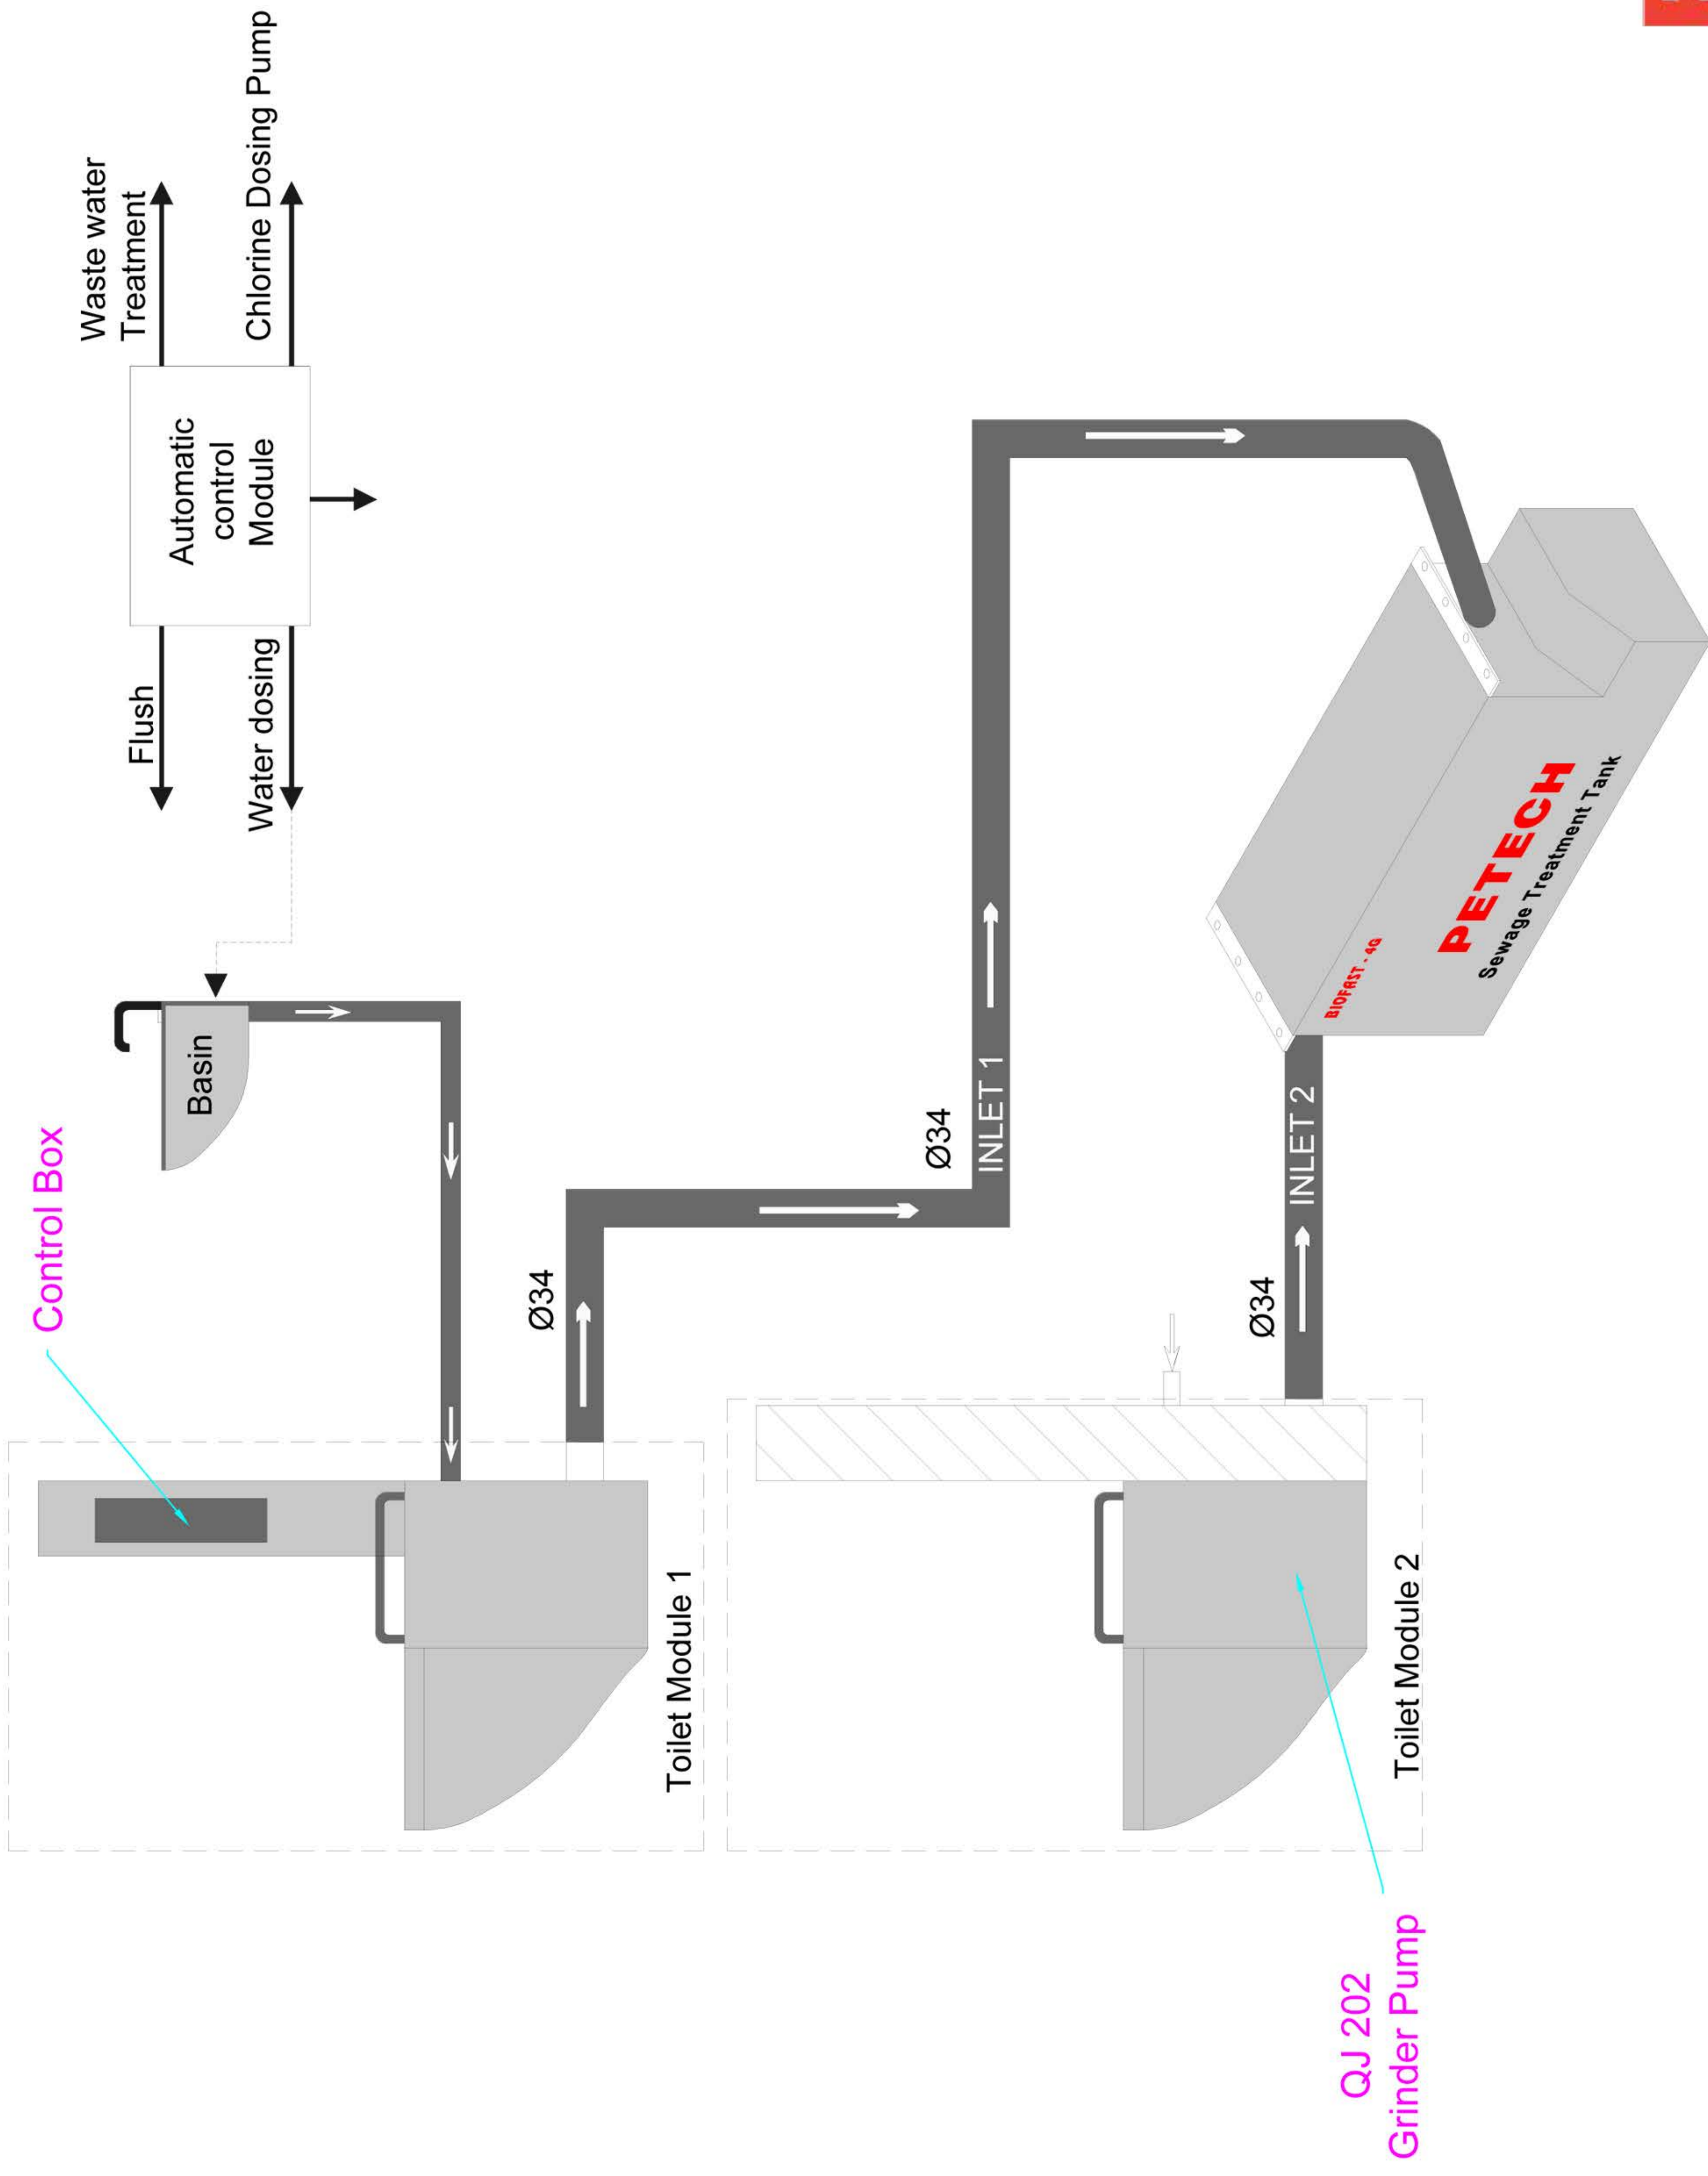 Control Box
Flush
Waste water
Treatment
Automatic
control
Module
Water dosing
Chlorine Dosing Pump
Basin
Ø34
Toilet Module 1
Ø34
INLET 1
QJ 202
Grinder Pump
Toilet Module 2
Ø34
INLET 2
BIOFAST - 4G
PETECH
Sewage Treatment Tank